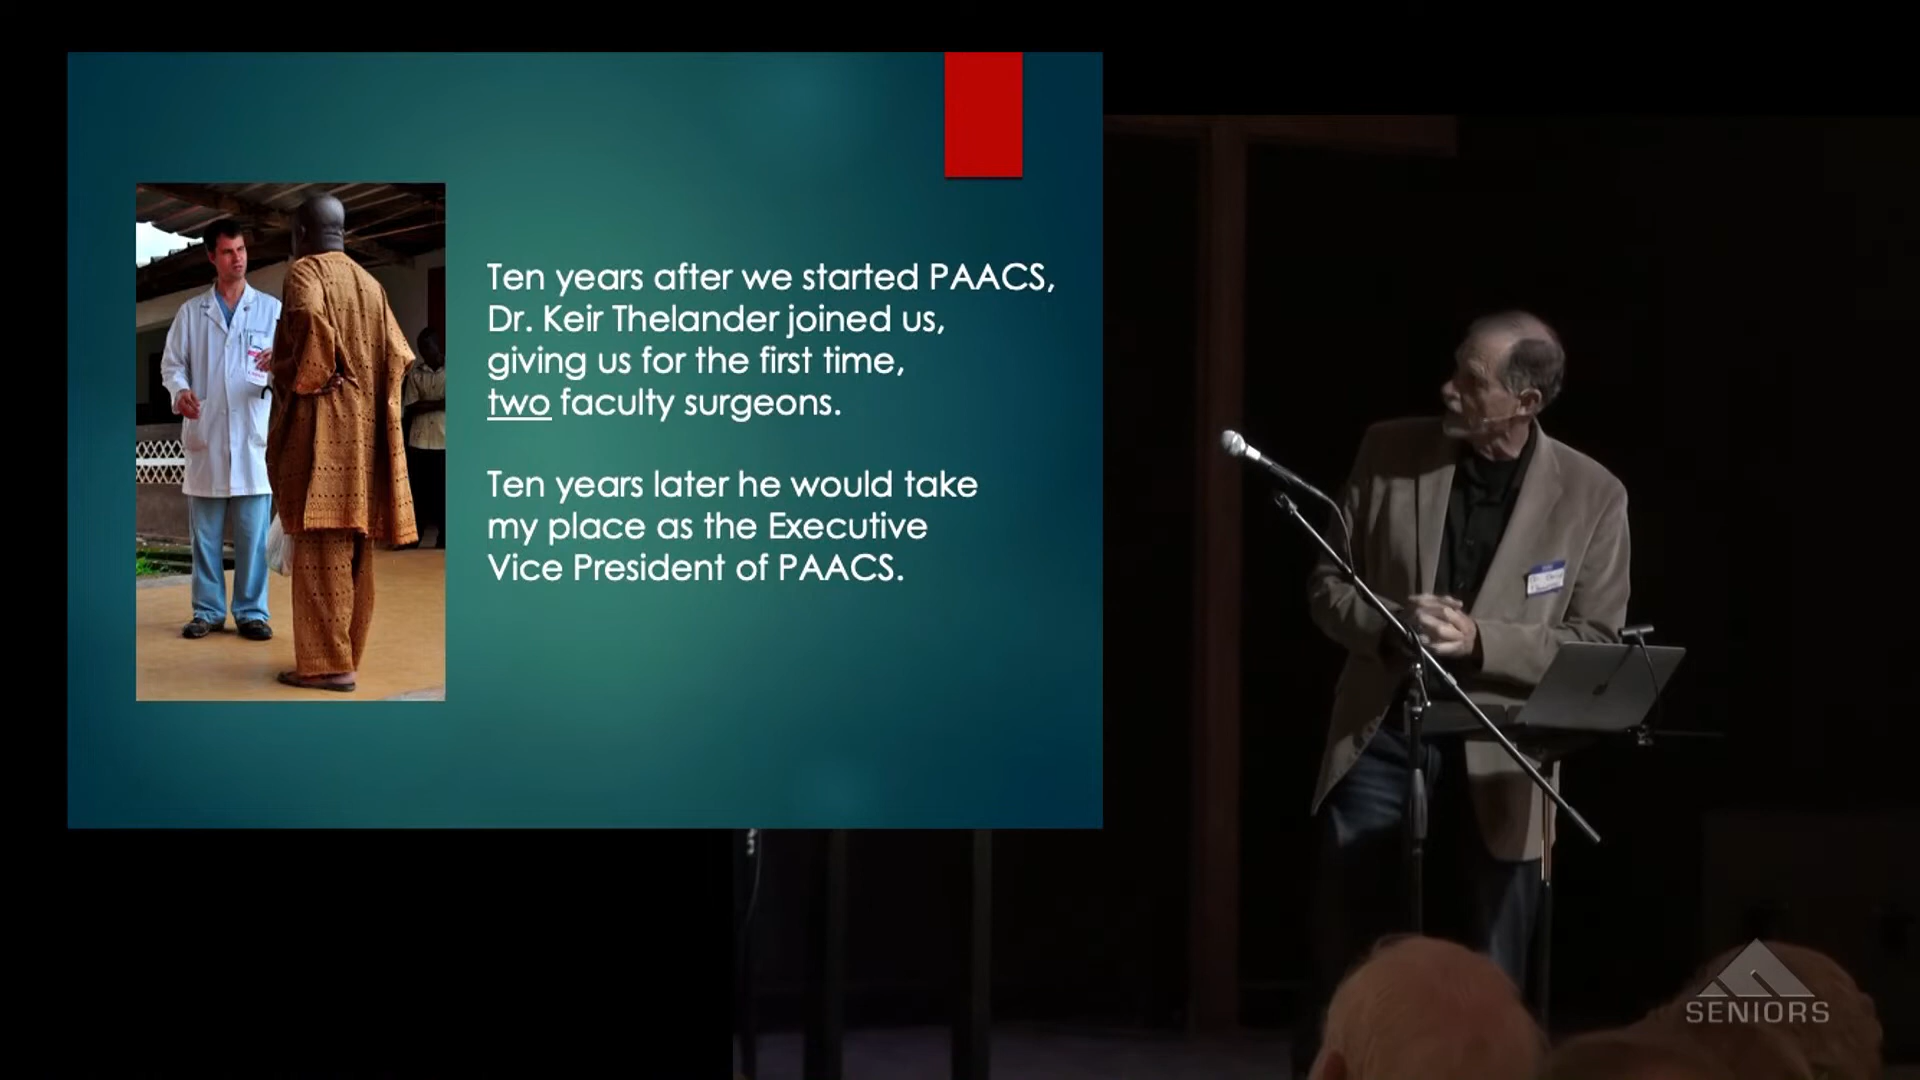 Ten years after we started PAACS,
Dr. Keir Thelander joined us,
giving us for the first time,
two faculty surgeons.
Ten years later he would take
my place as the Executive
Vice President of PAACS.
SENIORS